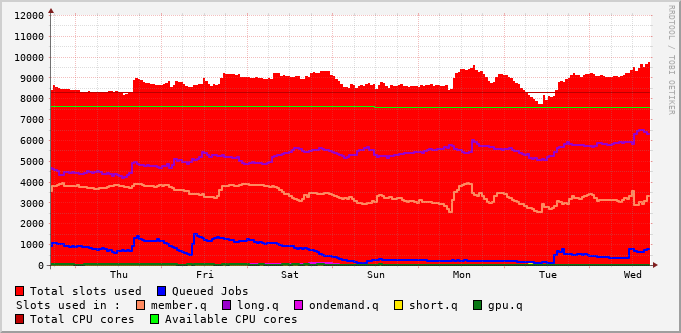 12000
11000
10000
9000
8000
7000
6000
5000
4000
3000
2000
1000
0
Thu Fri Sat Sun Mon Tue Wed
Total slots used Queued Jobs
Slots used in : member.q long.q ondemand.q short.q gpu.q
Total CPU cores Available CPU cores
RRDTOOL / TOBI OETIKER